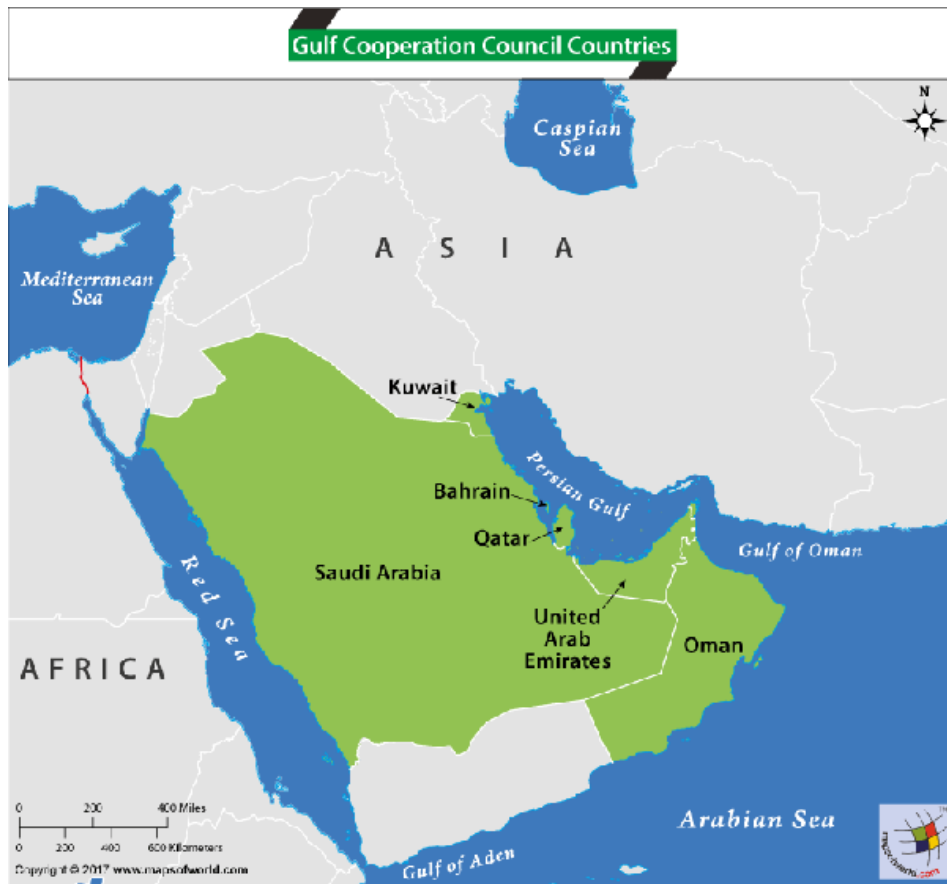 Gulf Cooperation Council Countries
N
Caspian
Sea
A S I A
Mediterranean
Sea
Kuwait
Persian Gulf
Bahrain
Qatar
Gulf of Oman
Saudi Arabia
Red Sea
United
Arab
Emirates
Oman
AFRICA
0 200 400 Miles
0 200 400 600 Kilometers
Arabian Sea
Gulf of Aden
Copyright © 2017 www.mapsofworld.com
mapsofworld.com